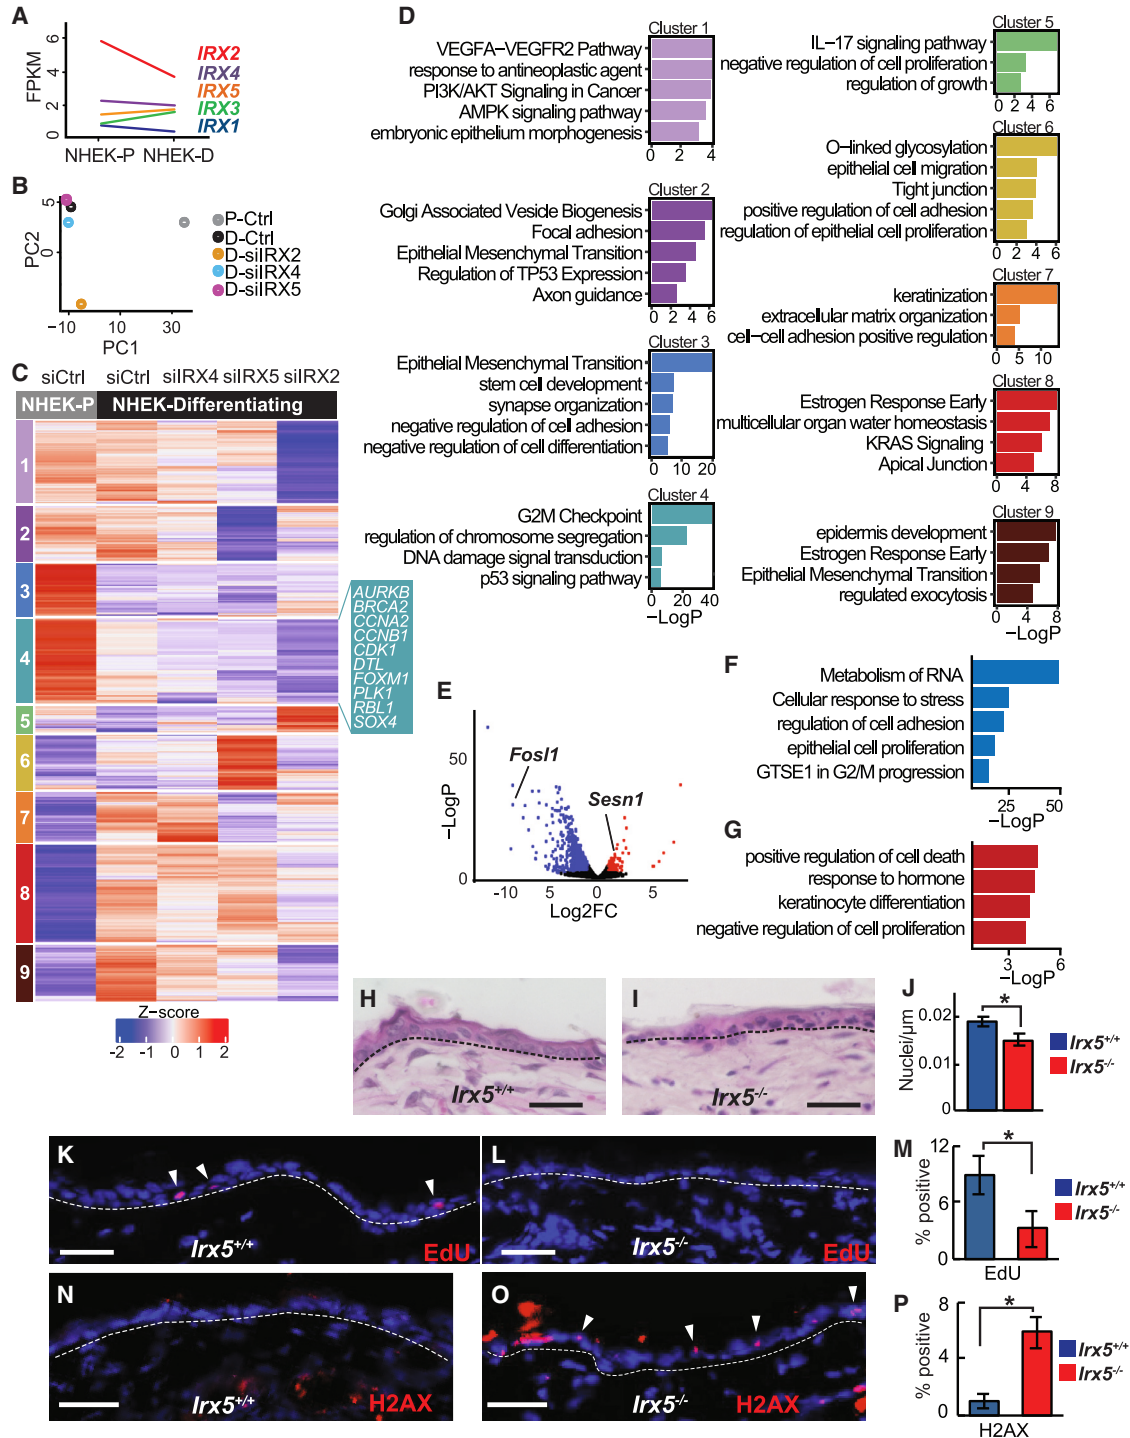 A
FPKM
6
4
2
0
NHEK-P NHEK-D
IRX2
IRX4
IRX5
IRX3
IRX1
B
PC2
5
0
−10 10 30
PC1
P-Ctrl
D-Ctrl
D-siIRX2
D-siIRX4
D-siIRX5
C
siCtrl siCtrl siIRX4 siIRX5 siIRX2
NHEK-P NHEK-Differentiating
1
2
3
4
5
6
7
8
9
AURKB
BRCA2
CCNA2
CCNB1
CDK1
DTL
FOXM1
PLK1
RBL1
SOX4
Z−score
-2 -1 0 1 2
D
Cluster 1
VEGFA−VEGFR2 Pathway
response to antineoplastic agent
PI3K/AKT Signaling in Cancer
AMPK signaling pathway
embryonic epithelium morphogenesis
0 2 4
Cluster 2
Golgi Associated Vesicle Biogenesis
Focal adhesion
Epithelial Mesenchymal Transition
Regulation of TP53 Expression
Axon guidance
0 2 4 6
Cluster 3
Epithelial Mesenchymal Transition
stem cell development
synapse organization
negative regulation of cell adhesion
negative regulation of cell differentiation
0 10 20
Cluster 4
G2M Checkpoint
regulation of chromosome segregation
DNA damage signal transduction
p53 signaling pathway
0 20 40
−LogP
Cluster 5
IL−17 signaling pathway
negative regulation of cell proliferation
regulation of growth
0 2 4 6
Cluster 6
O−linked glycosylation
epithelial cell migration
Tight junction
positive regulation of cell adhesion
regulation of epithelial cell proliferation
0 2 4 6
Cluster 7
keratinization
extracellular matrix organization
cell−cell adhesion positive regulation
0 5 10
Cluster 8
Estrogen Response Early
multicellular organ water homeostasis
KRAS Signaling
Apical Junction
0 4 8
Cluster 9
epidermis development
Estrogen Response Early
Epithelial Mesenchymal Transition
regulated exocytosis
0 4 8
−LogP
E
−LogP
50
0
Fosl1
Sesn1
-10 5 0 5
Log2FC
F
Metabolism of RNA
Cellular response to stress
regulation of cell adhesion
epithelial cell proliferation
GTSE1 in G2/M progression
25 50
−LogP
G
positive regulation of cell death
response to hormone
keratinocyte differentiation
negative regulation of cell proliferation
3 6
−LogP
H
Irx5+/+
I
Irx5-/-
J
Nuclei/µm
0.02
0.01
0
*
Irx5+/+
Irx5-/-
K
Irx5+/+
EdU
L
Irx5-/-
EdU
M
% positive
12
6
0
*
EdU
Irx5+/+
Irx5-/-
N
Irx5+/+
H2AX
O
Irx5-/-
H2AX
P
% positive
8
4
0
*
H2AX
Irx5+/+
Irx5-/-